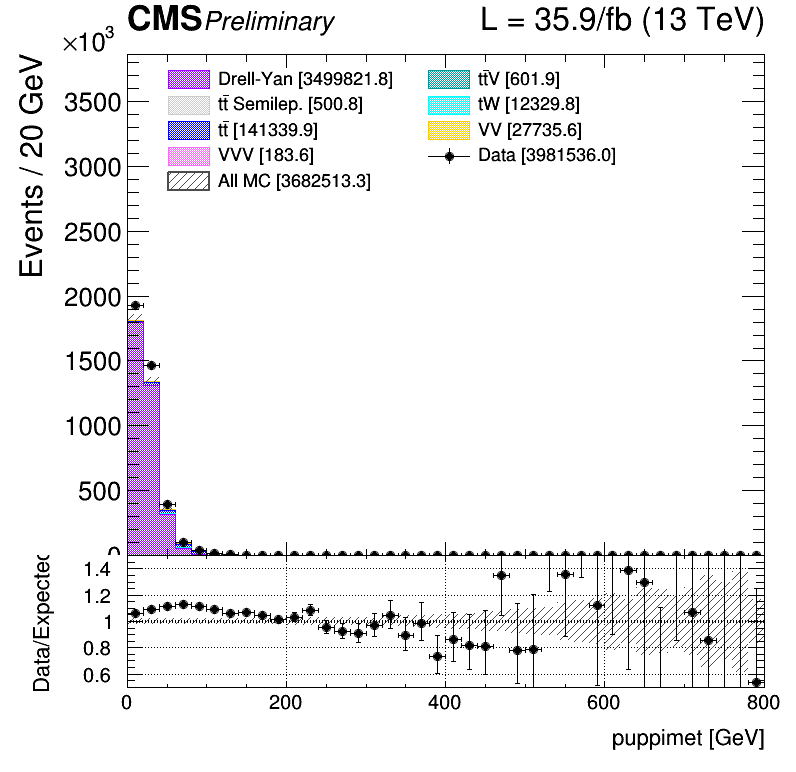 CMS Preliminary L = 35.9/fb (13 TeV)
×10³
Events / 20 GeV
3500
3000
2500
2000
1500
1000
500
0
Drell-Yan [3499821.8]
tt̄ Semilep. [500.8]
tt̄ [141339.9]
VVV [183.6]
All MC [3682513.3]
tt̄V [601.9]
tW [12329.8]
VV [27735.6]
Data [3981536.0]
Data/Expected
1.4
1.2
1
0.8
0.6
0 200 400 600 800
puppimet [GeV]